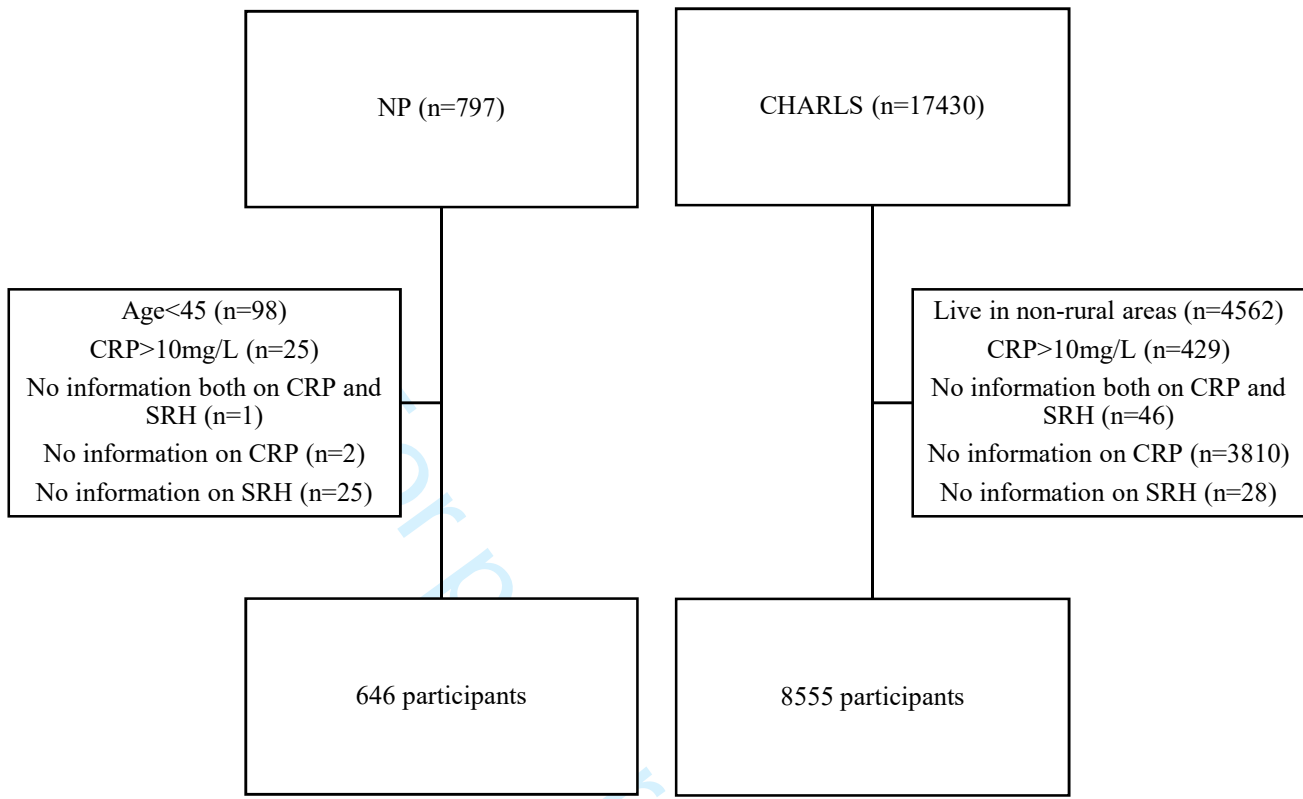 NP (n=797)
CHARLS (n=17430)
Age<45 (n=98)
CRP>10mg/L (n=25)
No information both on CRP and
SRH (n=1)
No information on CRP (n=2)
No information on SRH (n=25)
Live in non-rural areas (n=4562)
CRP>10mg/L (n=429)
No information both on CRP and
SRH (n=46)
No information on CRP (n=3810)
No information on SRH (n=28)
646 participants
8555 participants